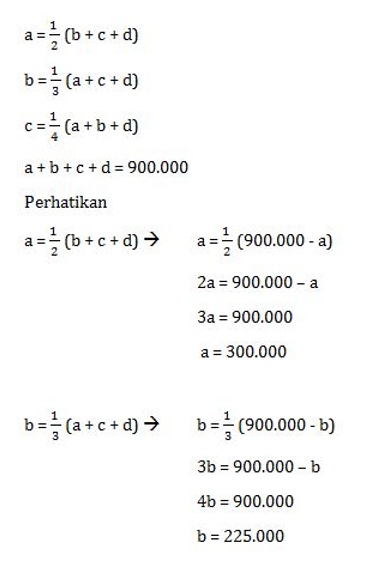 a = 1/2 (b + c + d)
b = 1/3 (a + c + d)
c = 1/4 (a + b + d)
a + b + c + d = 900.000
Perhatikan
a = 1/2 (b + c + d) → a = 1/2 (900.000 - a)
2a = 900.000 – a
3a = 900.000
a = 300.000
b = 1/3 (a + c + d) → b = 1/3 (900.000 - b)
3b = 900.000 – b
4b = 900.000
b = 225.000